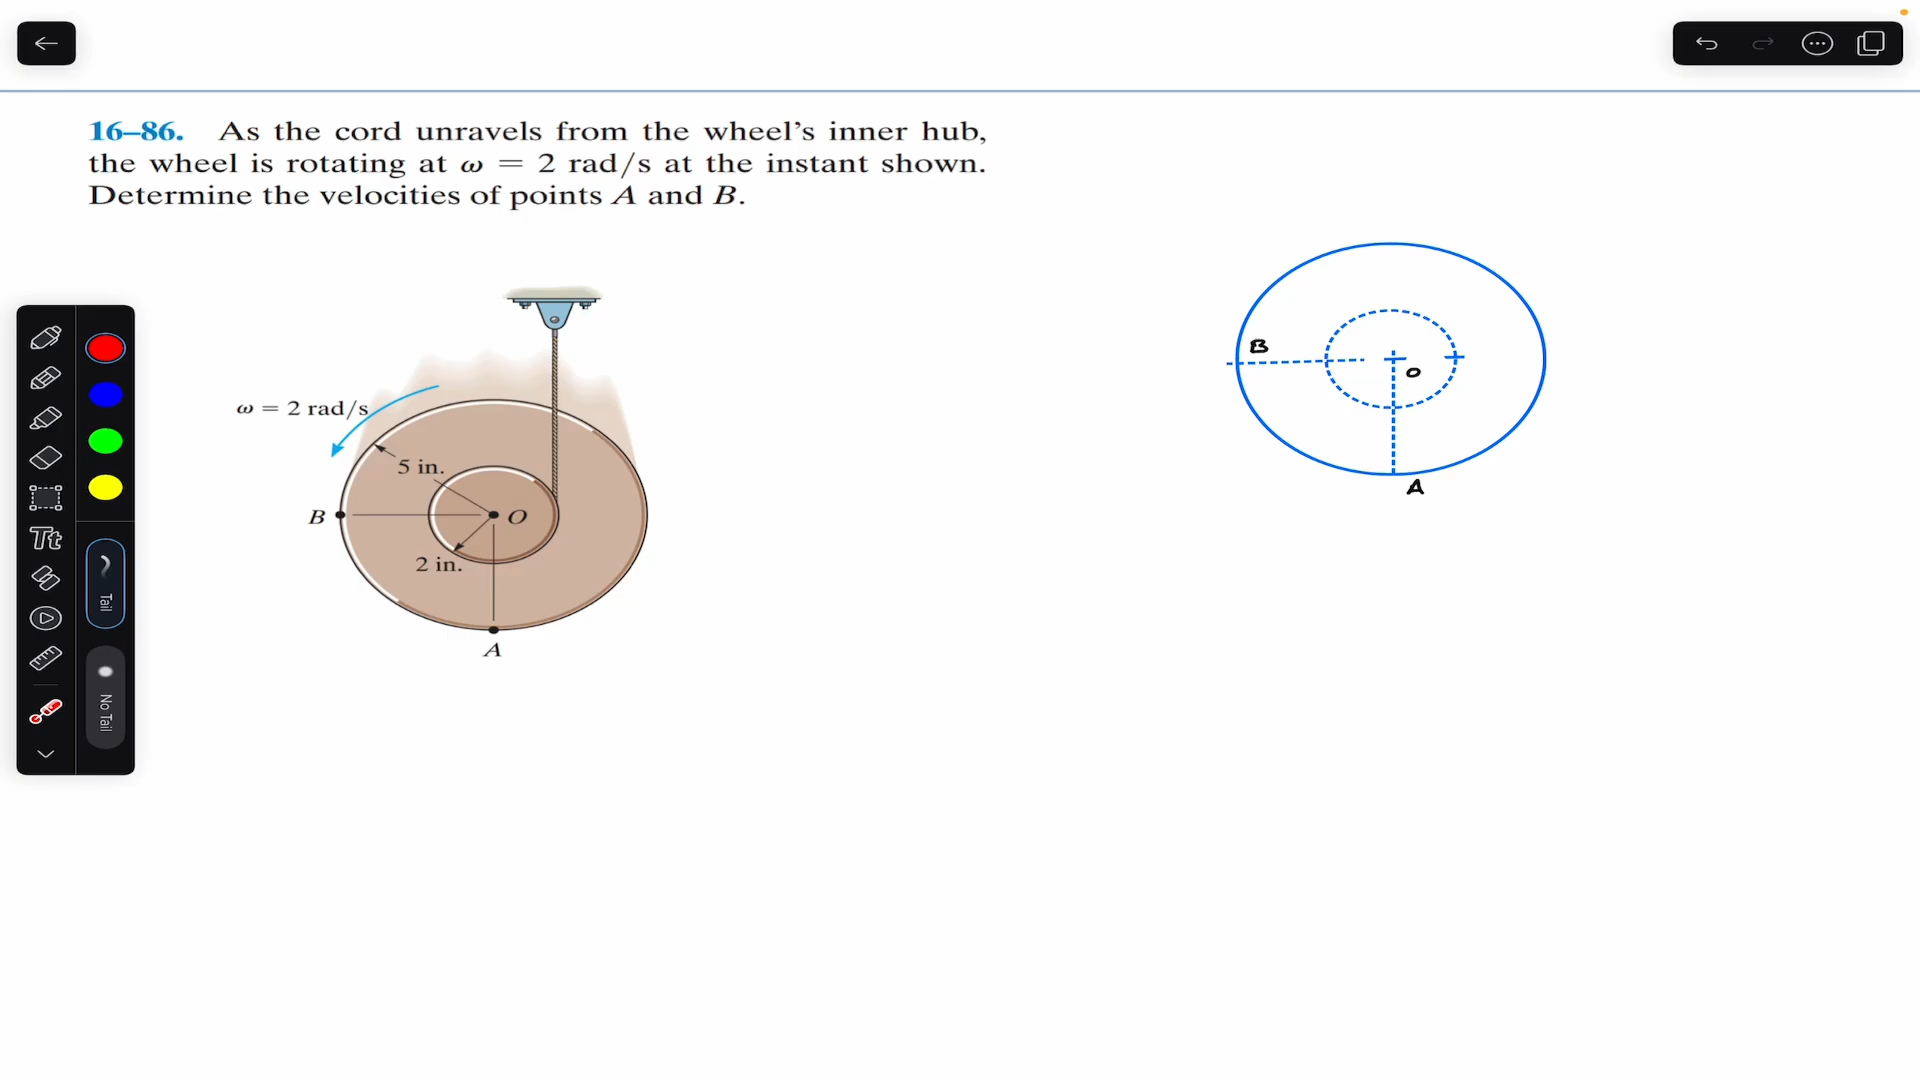 16–86. As the cord unravels from the wheel's inner hub,
the wheel is rotating at ω = 2 rad/s at the instant shown.
Determine the velocities of points A and B.
ω = 2 rad/s
5 in.
B
O
2 in.
A
B
O
A
Tt
Tail
No Tail